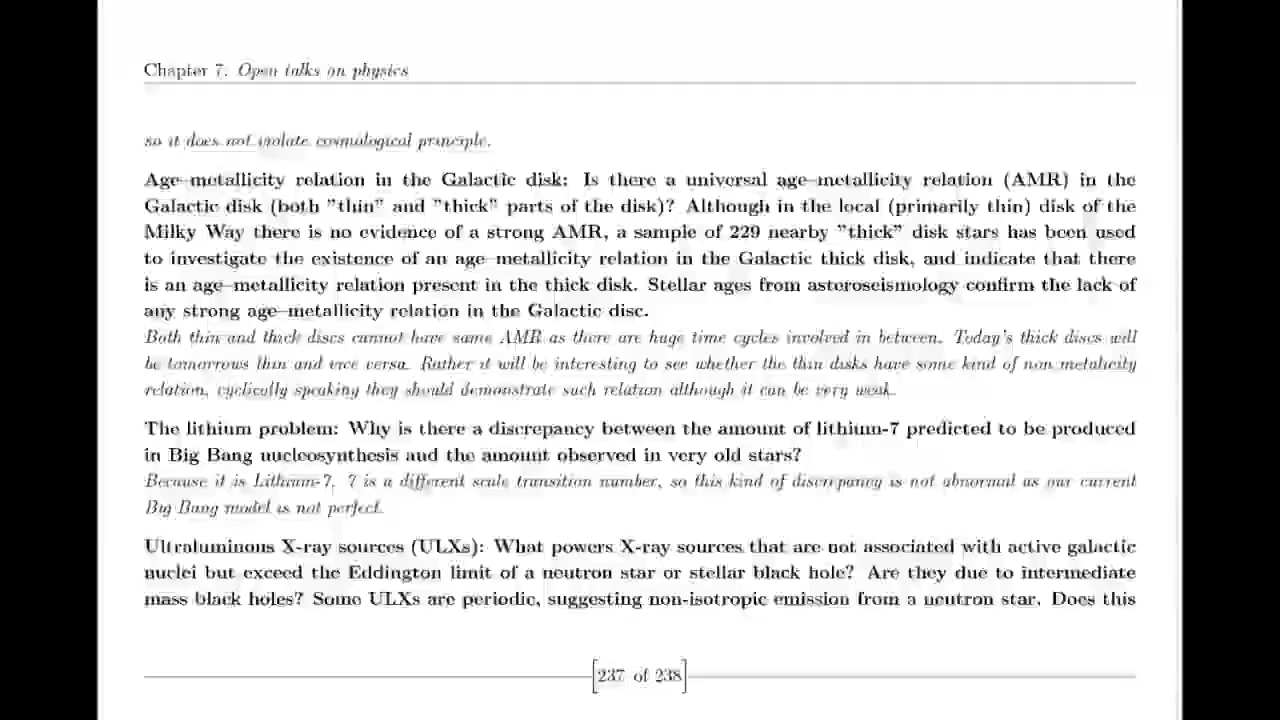 Chapter 7. Open talks on physics
so it does not violate cosmological principle.
Age–metallicity relation in the Galactic disk: Is there a universal age–metallicity relation (AMR) in the
Galactic disk (both ”thin” and ”thick” parts of the disk)? Although in the local (primarily thin) disk of the
Milky Way there is no evidence of a strong AMR, a sample of 229 nearby ”thick” disk stars has been used
to investigate the existence of an age–metallicity relation in the Galactic thick disk, and indicate that there
is an age–metallicity relation present in the thick disk. Stellar ages from asteroseismology confirm the lack of
any strong age–metallicity relation in the Galactic disc.
Both thin and thick discs cannot have same AMR as there are huge time cycles involved in between. Today's thick discs will
be tomorrows thin and vice versa. Rather it will be interesting to see whether the thin disks have some kind of non metalicity
relation, cyclically speaking they should demonstrate such relation although it can be very weak.
The lithium problem: Why is there a discrepancy between the amount of lithium-7 predicted to be produced
in Big Bang nucleosynthesis and the amount observed in very old stars?
Because it is Lithium-7, 7 is a different scale transition number, so this kind of discrepancy is not abnormal as our current
Big Bang model is not perfect.
Ultraluminous X-ray sources (ULXs): What powers X-ray sources that are not associated with active galactic
nuclei but exceed the Eddington limit of a neutron star or stellar black hole? Are they due to intermediate
mass black holes? Some ULXs are periodic, suggesting non-isotropic emission from a neutron star. Does this
[237 of 238]